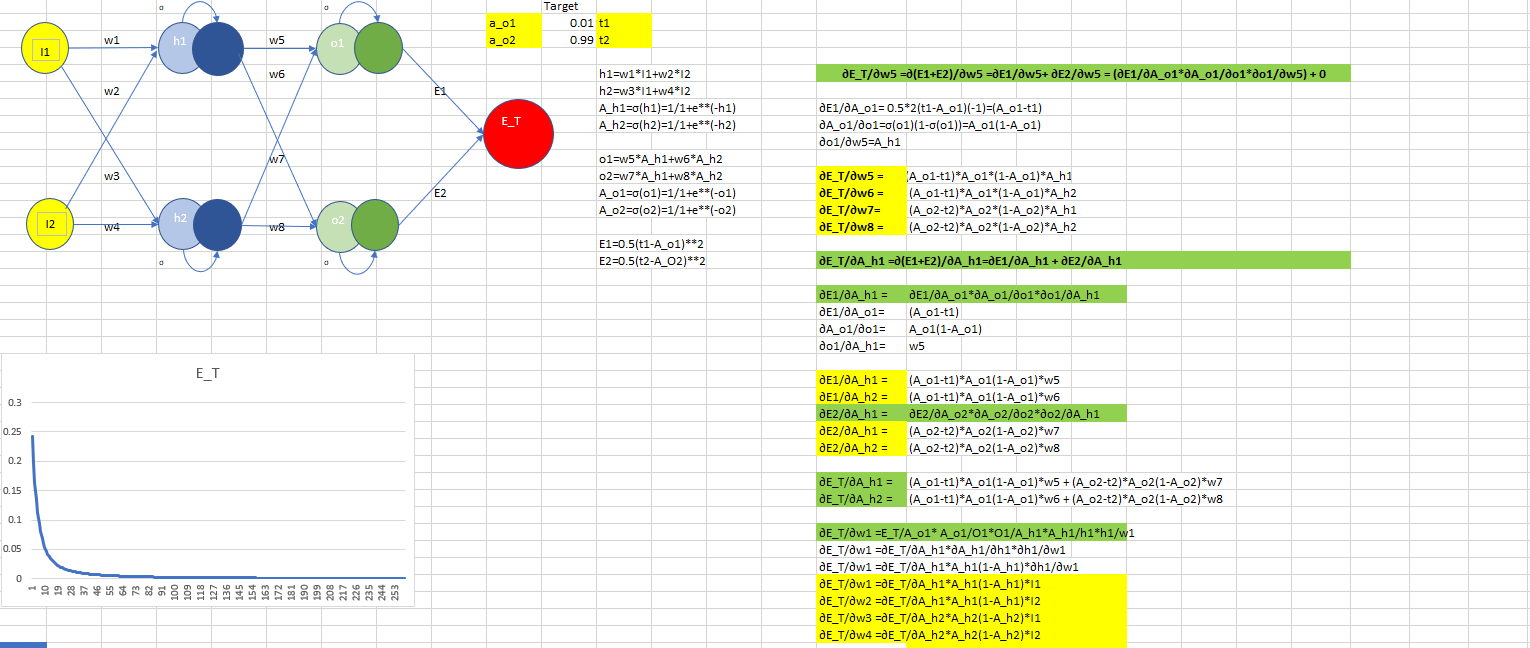 σ
σ
I1
h1
w1
w2
w5
w6
o1
E1
E_T
w3
w4
w7
w8
I2
h2
o2
E2
σ
σ
Target
a_o1 0.01 t1
a_o2 0.99 t2
h1=w1*I1+w2*I2
h2=w3*I1+w4*I2
A_h1=σ(h1)=1/1+e**(-h1)
A_h2=σ(h2)=1/1+e**(-h2)
o1=w5*A_h1+w6*A_h2
o2=w7*A_h1+w8*A_h2
A_o1=σ(o1)=1/1+e**(-o1)
A_o2=σ(o2)=1/1+e**(-o2)
E1=0.5(t1-A_o1)**2
E2=0.5(t2-A_O2)**2
∂E_T/∂w5 =∂(E1+E2)/∂w5 =∂E1/∂w5+ ∂E2/∂w5 = (∂E1/∂A_o1*∂A_o1/∂o1*∂o1/∂w5) + 0
∂E1/∂A_o1= 0.5*2(t1-A_o1)(-1)=(A_o1-t1)
∂A_o1/∂o1=σ(o1)(1-σ(o1))=A_o1(1-A_o1)
∂o1/∂w5=A_h1
∂E_T/∂w5 = (A_o1-t1)*A_o1*(1-A_o1)*A_h1
∂E_T/∂w6 = (A_o1-t1)*A_o1*(1-A_o1)*A_h2
∂E_T/∂w7= (A_o2-t2)*A_o2*(1-A_o2)*A_h1
∂E_T/∂w8 = (A_o2-t2)*A_o2*(1-A_o2)*A_h2
∂E_T/∂A_h1 =∂(E1+E2)/∂A_h1=∂E1/∂A_h1 + ∂E2/∂A_h1
∂E1/∂A_h1 = ∂E1/∂A_o1*∂A_o1/∂o1*∂o1/∂A_h1
∂E1/∂A_o1= (A_o1-t1)
∂A_o1/∂o1= A_o1(1-A_o1)
∂o1/∂A_h1= w5
∂E1/∂A_h1 = (A_o1-t1)*A_o1(1-A_o1)*w5
∂E1/∂A_h2 = (A_o1-t1)*A_o1(1-A_o1)*w6
∂E2/∂A_h1 = ∂E2/∂A_o2*∂A_o2/∂o2*∂o2/∂A_h1
∂E2/∂A_h1 = (A_o2-t2)*A_o2(1-A_o2)*w7
∂E2/∂A_h2 = (A_o2-t2)*A_o2(1-A_o2)*w8
∂E_T/∂A_h1 = (A_o1-t1)*A_o1(1-A_o1)*w5 + (A_o2-t2)*A_o2(1-A_o2)*w7
∂E_T/∂A_h2 = (A_o1-t1)*A_o1(1-A_o1)*w6 + (A_o2-t2)*A_o2(1-A_o2)*w8
∂E_T/∂w1 =E_T/A_o1* A_o1/O1*O1/A_h1*A_h1/h1*h1/w1
∂E_T/∂w1 =∂E_T/∂A_h1*∂A_h1/∂h1*∂h1/∂w1
∂E_T/∂w1 =∂E_T/∂A_h1*A_h1(1-A_h1)*∂h1/∂w1
∂E_T/∂w1 =∂E_T/∂A_h1*A_h1(1-A_h1)*I1
∂E_T/∂w2 =∂E_T/∂A_h1*A_h1(1-A_h1)*I2
∂E_T/∂w3 =∂E_T/∂A_h2*A_h2(1-A_h2)*I1
∂E_T/∂w4 =∂E_T/∂A_h2*A_h2(1-A_h2)*I2
E_T
0.3
0.25
0.2
0.15
0.1
0.05
0
1 10 19 28 37 46 55 64 73 82 91 100 109 118 127 136 145 154 163 172 181 190 199 208 217 226 235 244 253